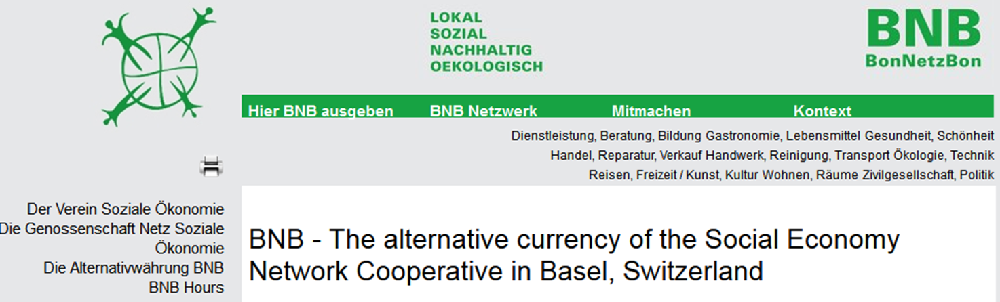 LOKAL
SOZIAL
NACHHALTIG
OEKOLOGISCH
BNB
BonNetzBon
Hier BNB ausgeben BNB Netzwerk Mitmachen Kontext
Dienstleistung, Beratung, Bildung Gastronomie, Lebensmittel Gesundheit, Schönheit
Handel, Reparatur, Verkauf Handwerk, Reinigung, Transport Ökologie, Technik
Reisen, Freizeit / Kunst, Kultur Wohnen, Räume Zivilgesellschaft, Politik
Der Verein Soziale Ökonomie
Die Genossenschaft Netz Soziale
Ökonomie
Die Alternativwährung BNB
BNB Hours
BNB - The alternative currency of the Social Economy
Network Cooperative in Basel, Switzerland